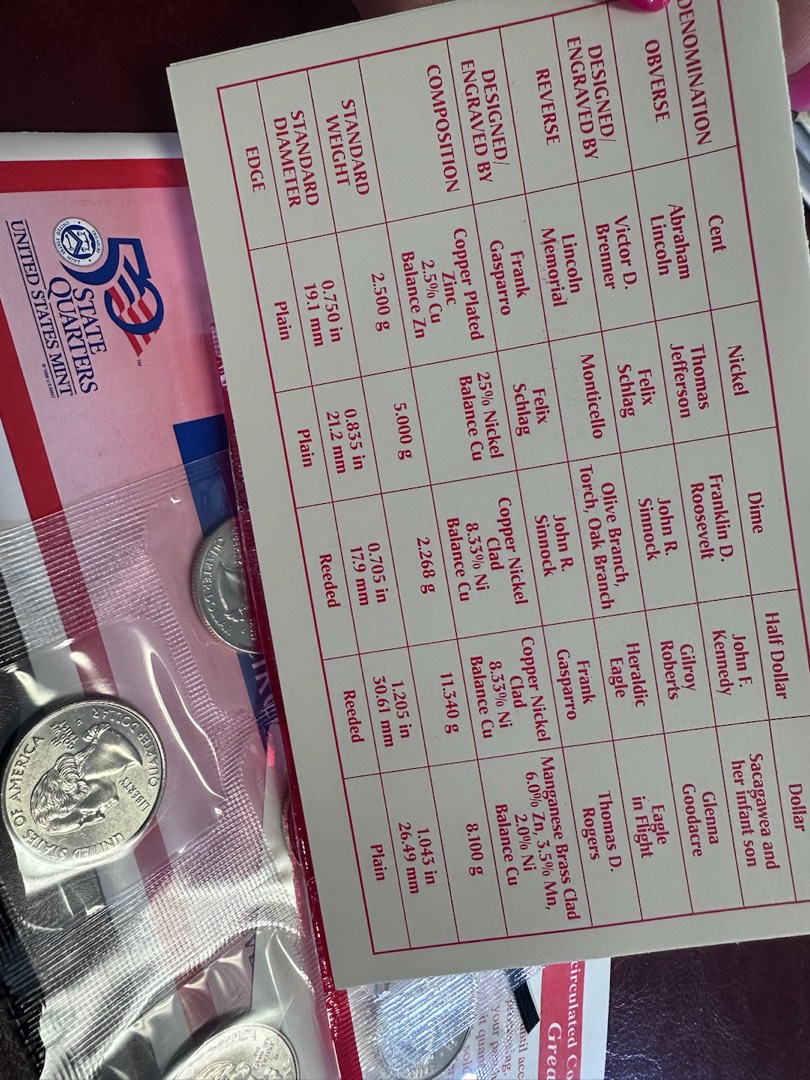 DENOMINATION Cent Nickel Dime Half Dollar Dollar
OBVERSE Abraham Lincoln Thomas Jefferson Franklin D. Roosevelt John F. Kennedy Sacagawea and her infant son
DESIGNED/ ENGRAVED BY Victor D. Brenner Felix Schlag John R. Sinnock Gilroy Roberts Glenna Goodacre
REVERSE Lincoln Memorial Monticello Olive Branch, Torch, Oak Branch Heraldic Eagle Eagle in Flight
DESIGNED/ ENGRAVED BY Frank Gasparro Felix Schlag John R. Sinnock Frank Gasparro Thomas D. Rogers
COMPOSITION Copper Plated Zinc 2.5% Cu Balance Zn 25% Nickel Balance Cu Copper Nickel Clad 8.33% Ni Balance Cu Copper Nickel Clad 8.33% Ni Balance Cu Manganese Brass Clad 6.0% Zn, 3.5% Mn, 2.0% Ni Balance Cu
STANDARD WEIGHT 2.500 g 5.000 g 2.268 g 11.340 g 8.100 g
STANDARD DIAMETER 0.750 in 19.1 mm 0.835 in 21.2 mm 0.705 in 17.9 mm 1.205 in 30.61 mm 1.043 in 26.49 mm
EDGE Plain Plain Reeded Reeded Plain
50
STATE
QUARTERS
UNITED STATES MINT
UNITED STATES OF AMERICA
LIBERTY
QUARTER DOLLAR